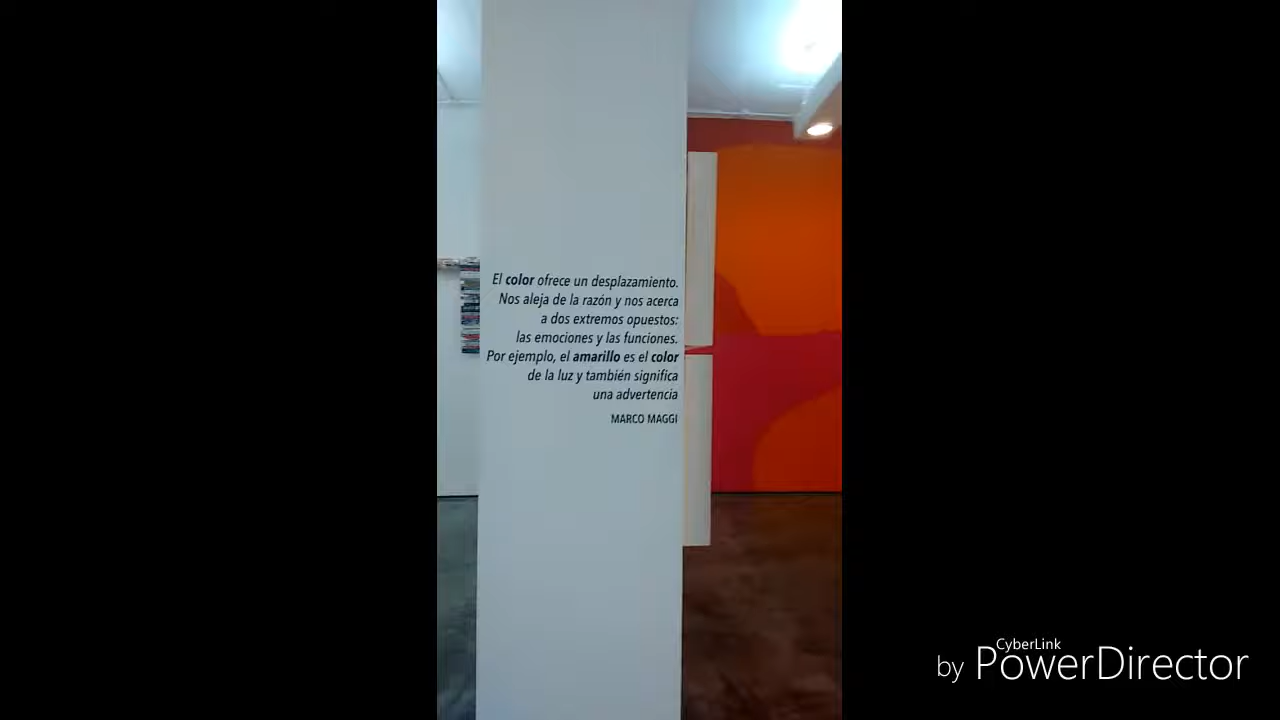 El color ofrece un desplazamiento.
Nos aleja de la razón y nos acerca
a dos extremos opuestos:
las emociones y las funciones.
Por ejemplo, el amarillo es el color
de la luz y también significa
una advertencia
MARCO MAGGI
CyberLink
by PowerDirector